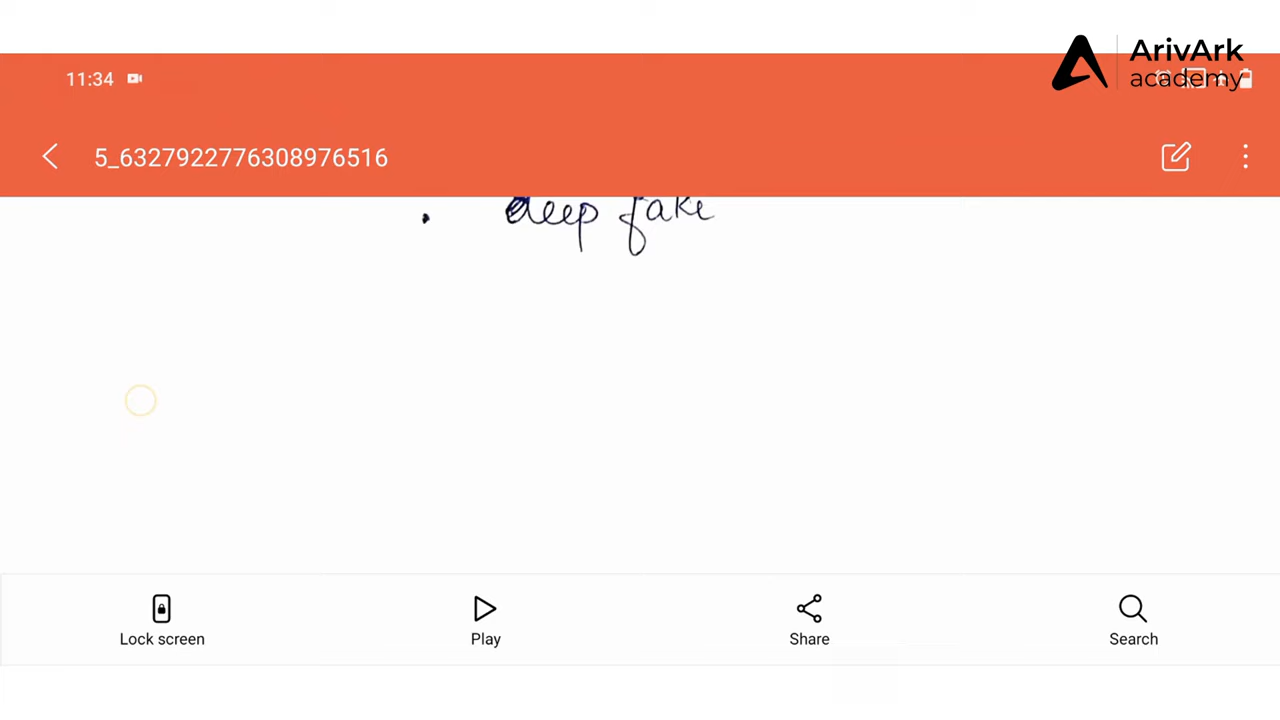 ArivArk
academy
11:34
5_6327922776308976516
. deep fake
Lock screen
Play
Share
Search